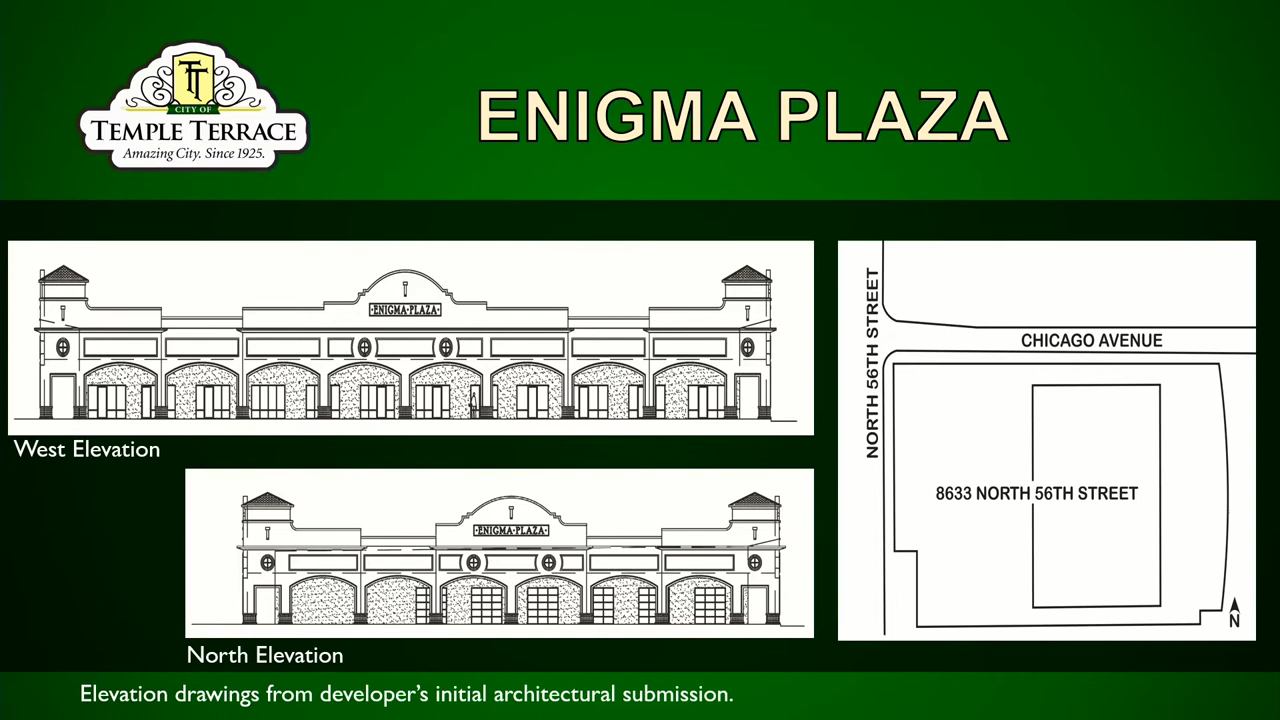 TT
CITY OF
TEMPLE TERRACE
Amazing City. Since 1925.
ENIGMA PLAZA
·ENIGMA·PLAZA·
West Elevation
·ENIGMA·PLAZA·
North Elevation
NORTH 56TH STREET
CHICAGO AVENUE
8633 NORTH 56TH STREET
N
Elevation drawings from developer's initial architectural submission.